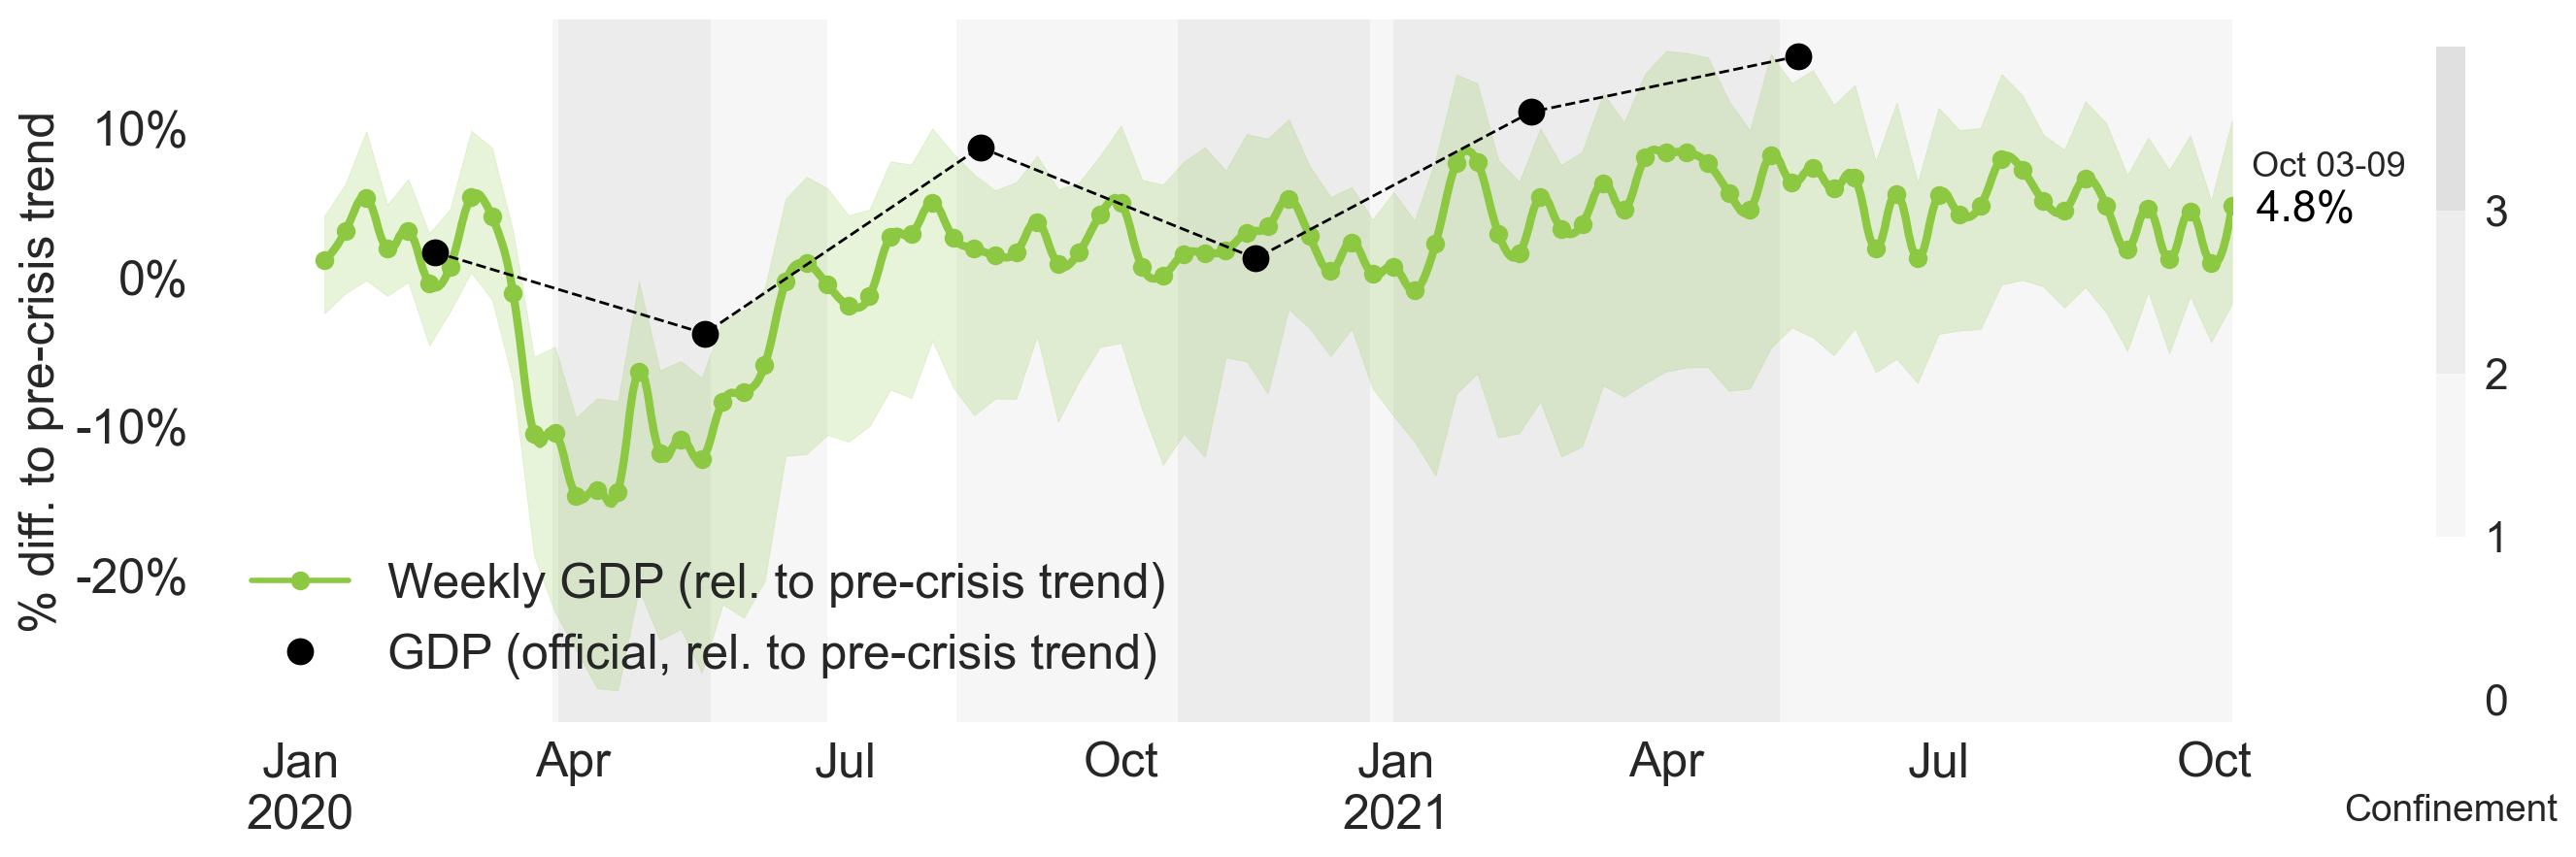 % diff. to pre-crisis trend
10%
0%
-10%
-20%
Weekly GDP (rel. to pre-crisis trend)
GDP (official, rel. to pre-crisis trend)
Jan
2020
Apr
Jul
Oct
Jan
2021
Apr
Jul
Oct
Oct 03-09
4.8%
3
2
1
0
Confinement